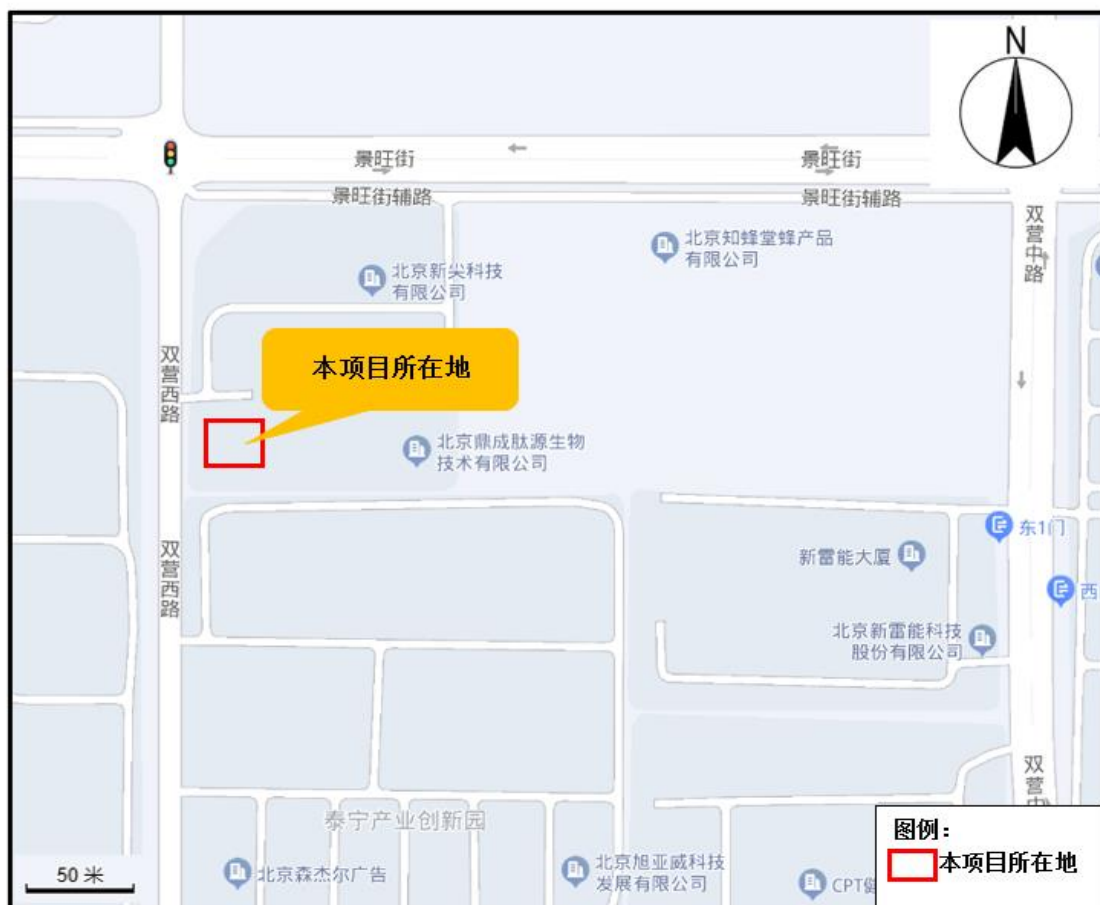 N
景旺街
景旺街
景旺街辅路
景旺街辅路
双营中路
北京知蜂堂蜂产品
有限公司
北京新尖科技
有限公司
双营西路
本项目所在地
北京鼎成肽源生物
技术有限公司
东1门
双营西路
新雷能大厦
西
北京新雷能科技
股份有限公司
双营中
泰宁产业创新园
图例：
本项目所在地
50 米
北京森杰尔广告
北京旭亚威科技
发展有限公司
CPT健